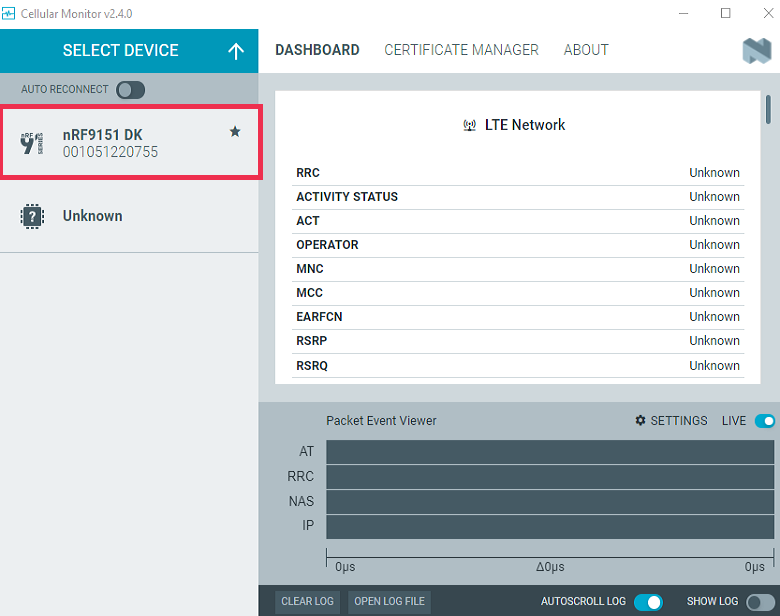 Cellular Monitor v2.4.0
SELECT DEVICE
DASHBOARD CERTIFICATE MANAGER ABOUT
AUTO RECONNECT
nRF9151 DK
001051220755
Unknown
LTE Network
RRC Unknown
ACTIVITY STATUS Unknown
ACT Unknown
OPERATOR Unknown
MNC Unknown
MCC Unknown
EARFCN Unknown
RSRP Unknown
RSRQ Unknown
Packet Event Viewer SETTINGS LIVE
AT
RRC
NAS
IP
0μs Δ0μs 0μs
CLEAR LOG OPEN LOG FILE AUTOSCROLL LOG SHOW LOG